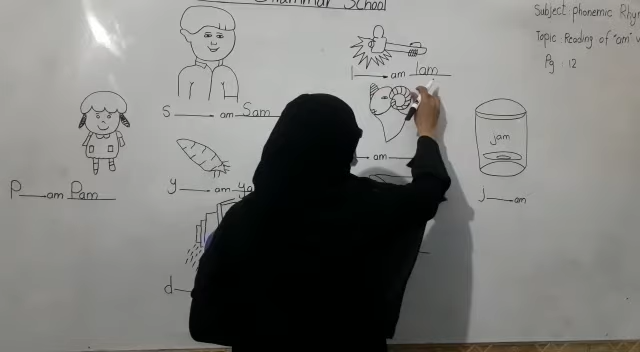 Grammar School
Subject: phonemic Rhy
Topic: Reading of "am" w
Pg : 12
l am lam
s am Sam
jam
am
P am Pam
y am ya
j am
d